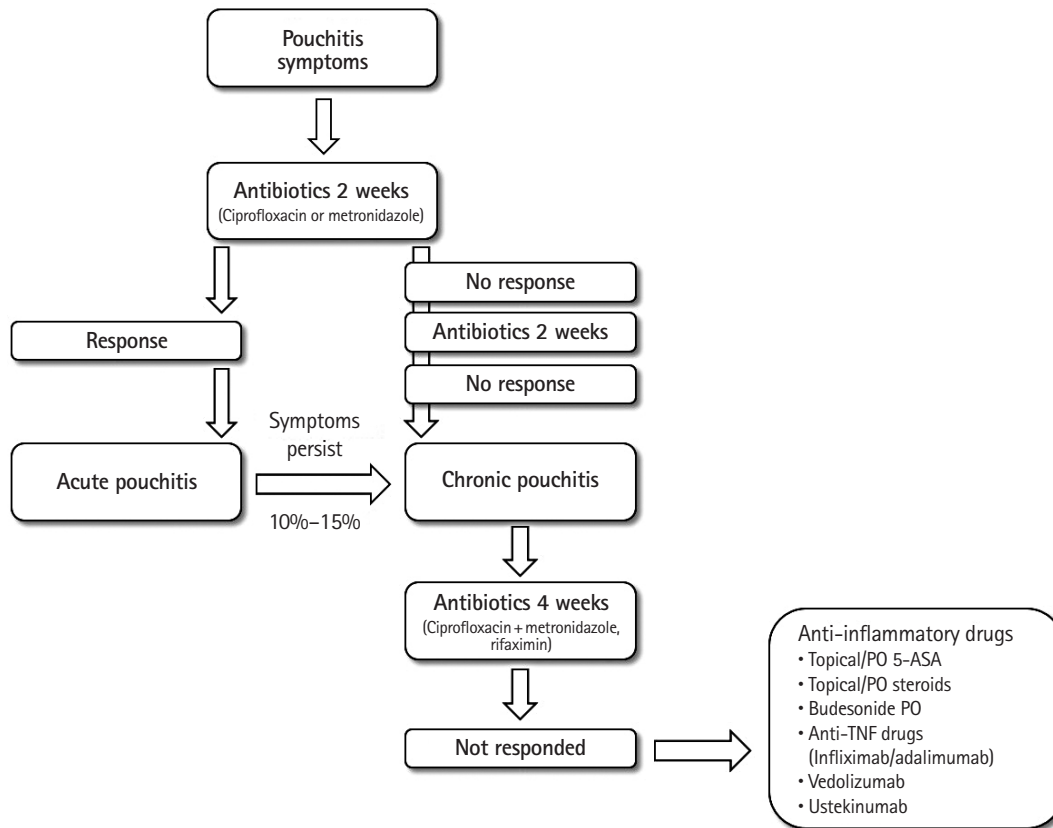 Pouchitis
symptoms
Antibiotics 2 weeks
(Ciprofloxacin or metronidazole)
No response
Response
Antibiotics 2 weeks
No response
Symptoms
persist
Acute pouchitis
Chronic pouchitis
10%–15%
Antibiotics 4 weeks
(Ciprofloxacin + metronidazole,
rifaximin)
Not responded
Anti-inflammatory drugs
• Topical/PO 5-ASA
• Topical/PO steroids
• Budesonide PO
• Anti-TNF drugs
(Infliximab/adalimumab)
• Vedolizumab
• Ustekinumab